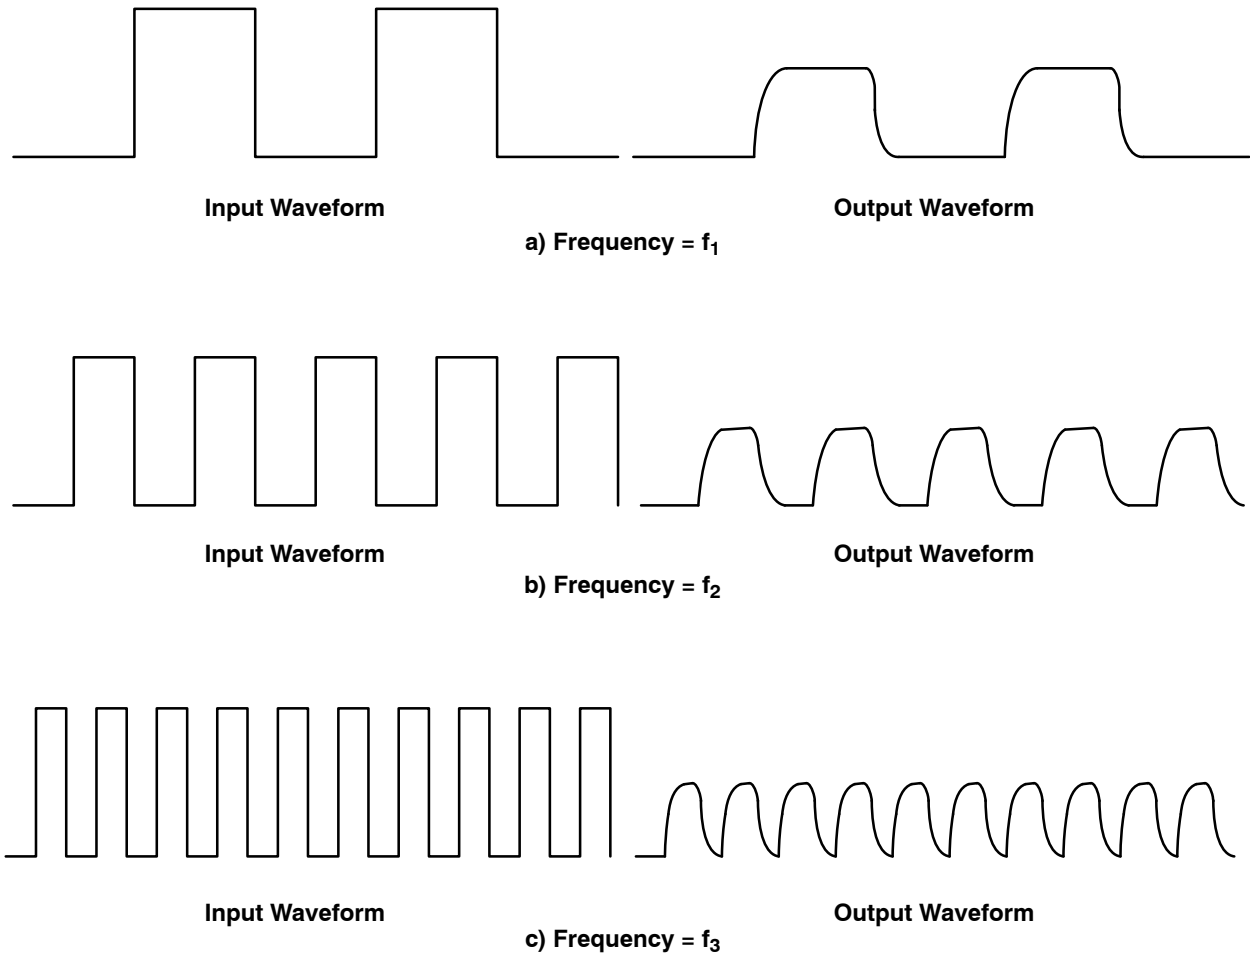 Input Waveform
Output Waveform
a) Frequency = f1
Input Waveform
Output Waveform
b) Frequency = f2
Input Waveform
Output Waveform
c) Frequency = f3